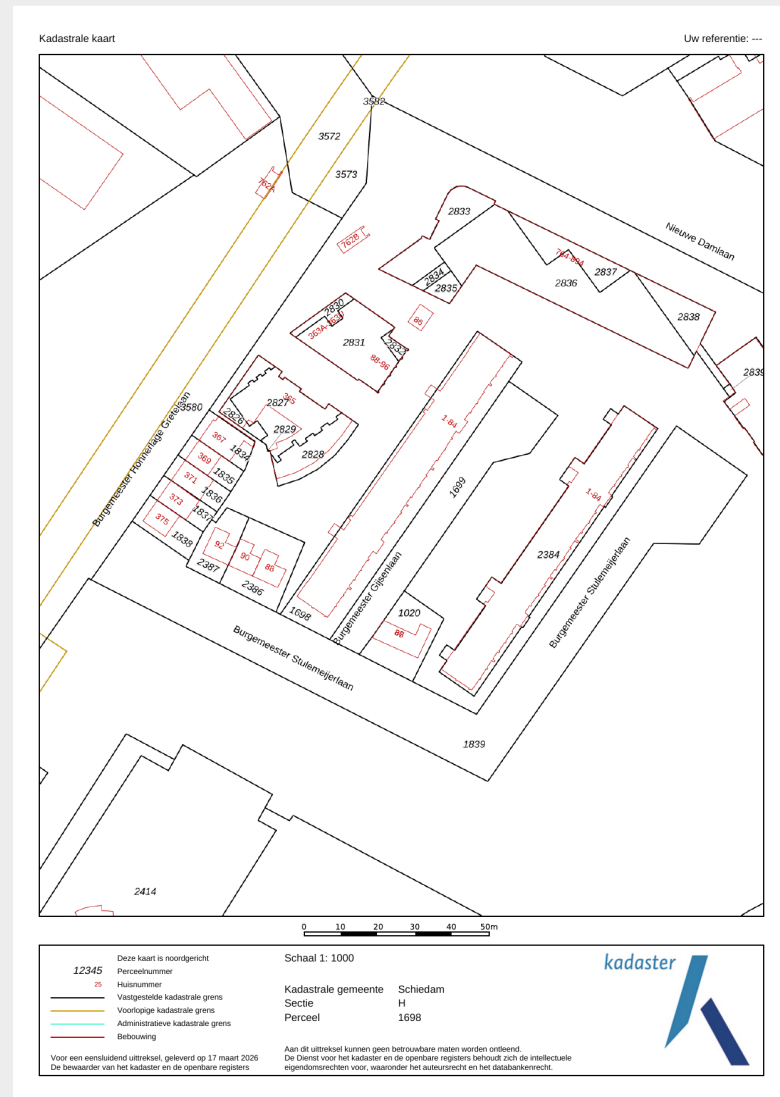 Kadastrale kaart
Uw referentie: ---
3582
3572
3573
762A
762B
2833
Nieuwe Damlaan
2834
2835
2836
2837
2838
2839
86
2830
2831
2832
88-96
3580
365
2827
2826
2829
2828
1-84
Burgemeester Honnerlage Gretelaan
367
1834
369
1835
371
1836
373
1837
375
1838
92
90
88
2387
2386
1698
1699
1-84
2384
Burgemeester Gijsenlaan
1020
Burgemeester Stulemeijerlaan
Burgemeester Stulemeijerlaan
1839
2414
0 10 20 30 40 50m
Deze kaart is noordgericht
12345 Perceelnummer
25 Huisnummer
Vastgestelde kadastrale grens
Voorlopige kadastrale grens
Administratieve kadastrale grens
Bebouwing
Voor een eensluidend uittreksel, geleverd op 17 maart 2026
De bewaarder van het kadaster en de openbare registers
Schaal 1: 1000
Kadastrale gemeente Schiedam
Sectie H
Perceel 1698
Aan dit uittreksel kunnen geen betrouwbare maten worden ontleend.
De Dienst voor het kadaster en de openbare registers behoudt zich de intellectuele
eigendomsrechten voor, waaronder het auteursrecht en het databankenrecht.
kadaster